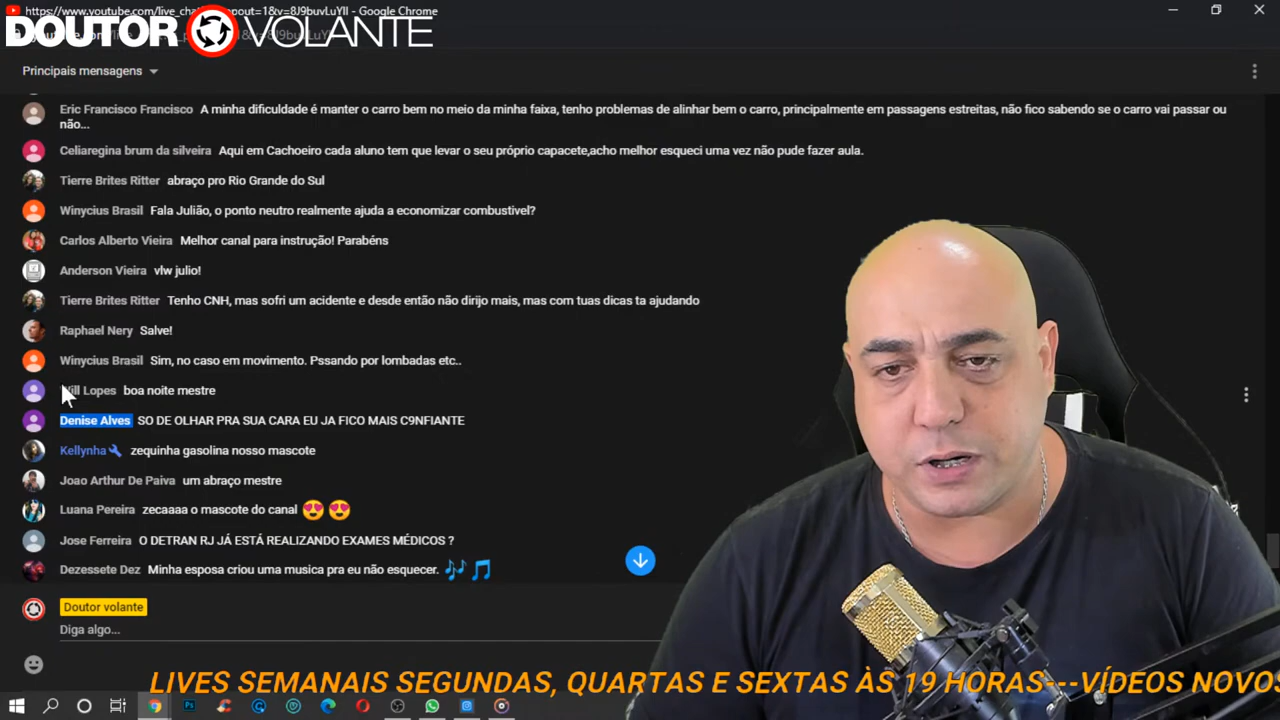 https://www.youtube.com/live_cha
popout=1&v=8J9buvLuYlI - Google Chrome
DOUTOR VOLANTE
Principais mensagens
Eric Francisco Francisco A minha dificuldade é manter o carro bem no meio da minha faixa, tenho problemas de alinhar bem o carro, principalmente em passagens estreitas, não fico sabendo se o carro vai passar ou
não...
Celiaregina brum da silveira Aqui em Cachoeiro cada aluno tem que levar o seu próprio capacete,acho melhor esqueci uma vez não pude fazer aula.
Tierre Brites Ritter abraço pro Rio Grande do Sul
Winycius Brasil Fala Julião, o ponto neutro realmente ajuda a economizar combustivel?
Carlos Alberto Vieira Melhor canal para instrução! Parabéns
Anderson Vieira vlw julio!
Tierre Brites Ritter Tenho CNH, mas sofri um acidente e desde então não dirijo mais, mas com tuas dicas ta ajudando
Raphael Nery Salve!
Winycius Brasil Sim, no caso em movimento. Pssando por lombadas etc..
Will Lopes boa noite mestre
Denise Alves SO DE OLHAR PRA SUA CARA EU JA FICO MAIS C9NFIANTE
Kellynha zequinha gasolina nosso mascote
Joao Arthur De Paiva um abraço mestre
Luana Pereira zecaaaa o mascote do canal 😍😍
Jose Ferreira O DETRAN RJ JÁ ESTÁ REALIZANDO EXAMES MÉDICOS ?
Dezessete Dez Minha esposa criou uma musica pra eu não esquecer. 🎶🎵
Doutor volante
Diga algo...
LIVES SEMANAIS SEGUNDAS, QUARTAS E SEXTAS ÀS 19 HORAS---VÍDEOS NOVOS